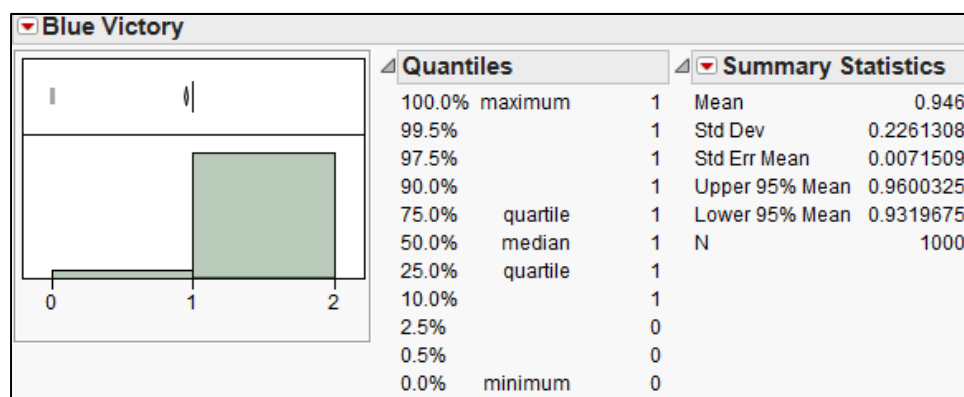 Blue Victory
Quantiles
100.0% maximum 1
99.5% 1
97.5% 1
90.0% 1
75.0% quartile 1
50.0% median 1
25.0% quartile 1
10.0% 1
2.5% 0
0.5% 0
0.0% minimum 0
Summary Statistics
Mean 0.946
Std Dev 0.2261308
Std Err Mean 0.0071509
Upper 95% Mean 0.9600325
Lower 95% Mean 0.9319675
N 1000
0 1 2